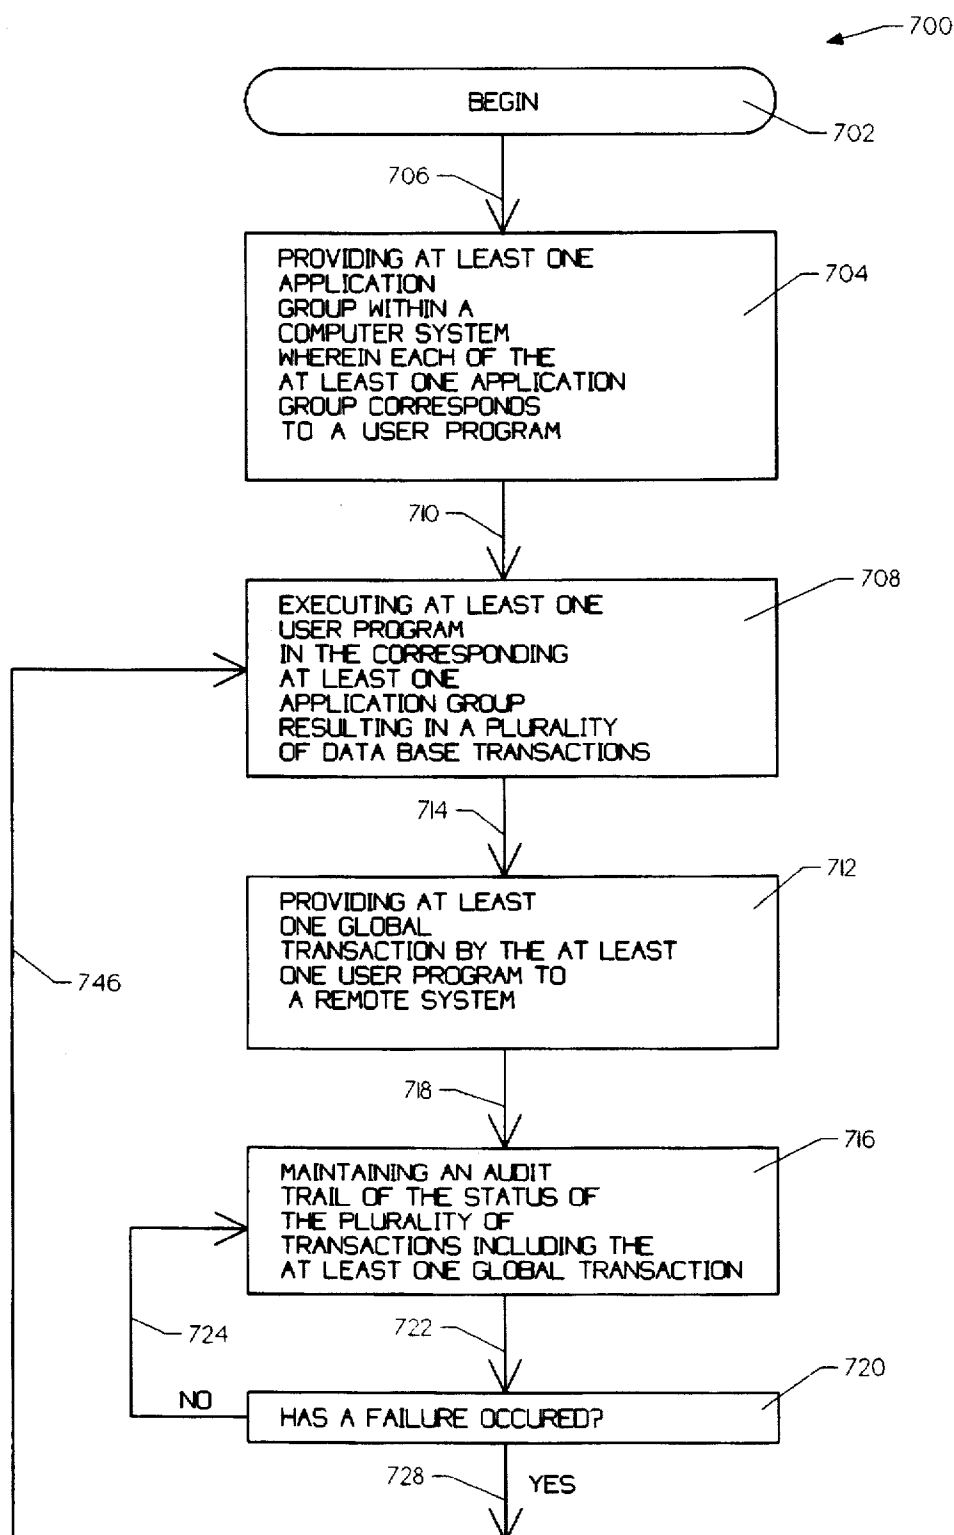 700
BEGIN
702
706
PROVIDING AT LEAST ONE
APPLICATION
GROUP WITHIN A
COMPUTER SYSTEM
WHEREIN EACH OF THE
AT LEAST ONE APPLICATION
GROUP CORRESPONDS
TO A USER PROGRAM
704
710
708
EXECUTING AT LEAST ONE
USER PROGRAM
IN THE CORRESPONDING
AT LEAST ONE
APPLICATION GROUP
RESULTING IN A PLURALITY
OF DATA BASE TRANSACTIONS
714
712
PROVIDING AT LEAST
ONE GLOBAL
TRANSACTION BY THE AT LEAST
ONE USER PROGRAM TO
A REMOTE SYSTEM
746
718
716
MAINTAINING AN AUDIT
TRAIL OF THE STATUS OF
THE PLURALITY OF
TRANSACTIONS INCLUDING THE
AT LEAST ONE GLOBAL TRANSACTION
724
722
720
NO
HAS A FAILURE OCCURED?
728
YES